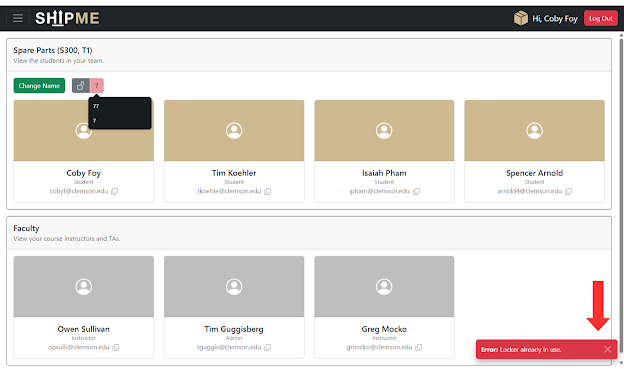 SHIPME
Hi, Coby Foy
Log Out
Spare Parts (S300, T1)
View the students in your team.
Change Name
7
77
7
Coby Foy
Student
cobyf@clemson.edu
Tim Koehler
Student
tkoehle@clemson.edu
Isaiah Pham
Student
ipham@clemson.edu
Spencer Arnold
Student
arnold4@clemson.edu
Faculty
View your course instructors and TAs.
Owen Sullivan
Instructor
opsulli@clemson.edu
Tim Guggisberg
Admin
tguggis@clemson.edu
Greg Mocko
Instructor
gmocko@clemson.edu
Error: Locker already in use.